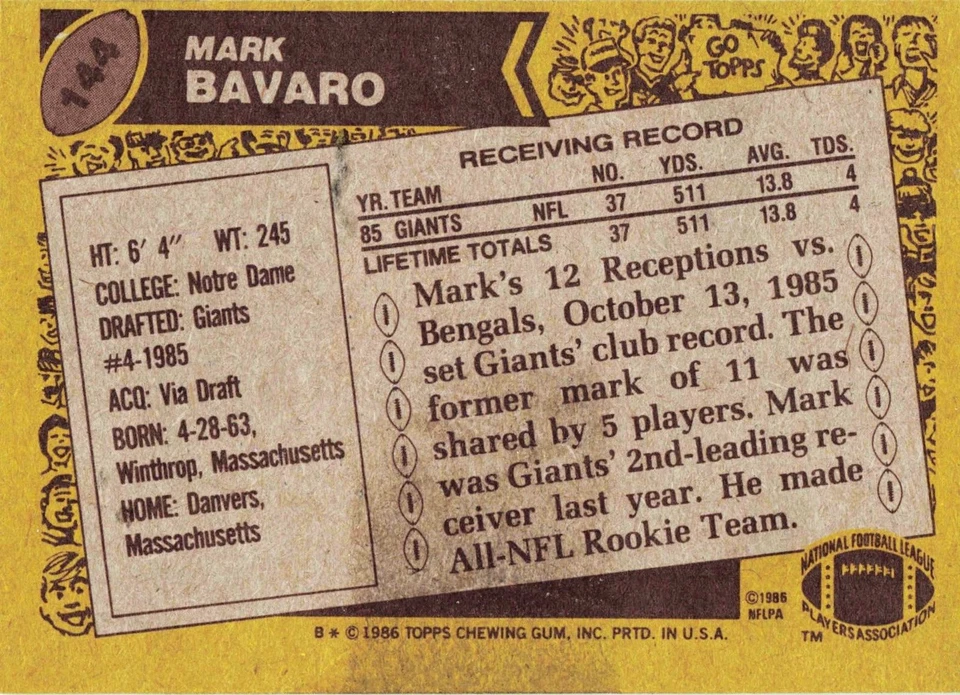 144
MARK
BAVARO
GO
TOPPS
RECEIVING RECORD
YR. TEAM NO. YDS. AVG. TDS.
85 GIANTS NFL 37 511 13.8 4
LIFETIME TOTALS 37 511 13.8 4
HT: 6' 4" WT: 245
COLLEGE: Notre Dame
DRAFTED: Giants
#4-1985
ACQ: Via Draft
BORN: 4-28-63,
Winthrop, Massachusetts
HOME: Danvers,
Massachusetts
Mark's 12 Receptions vs.
Bengals, October 13, 1985
set Giants' club record. The
former mark of 11 was
shared by 5 players. Mark
was Giants' 2nd-leading re-
ceiver last year. He made
All-NFL Rookie Team.
NATIONAL FOOTBALL LEAGUE
PLAYERS ASSOCIATION
TM
©1986
NFLPA
B * © 1986 TOPPS CHEWING GUM, INC. PRTD. IN U.S.A.